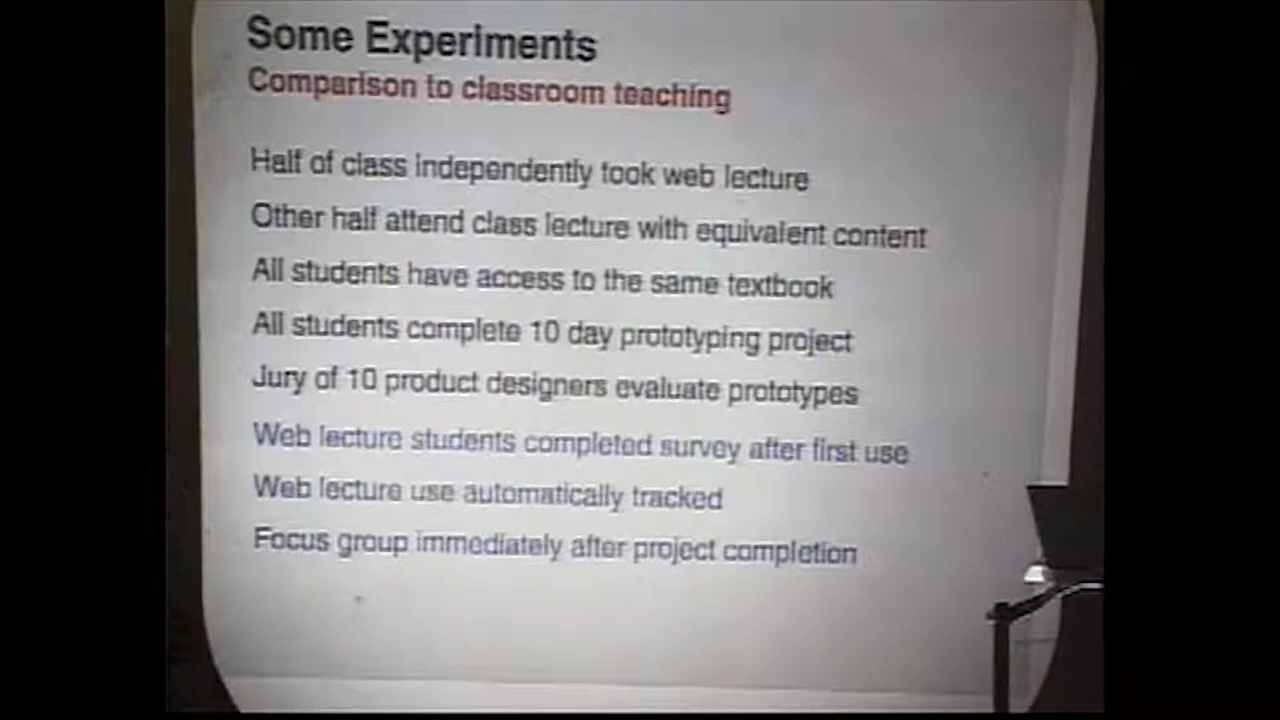 Some Experiments
Comparison to classroom teaching
Half of class independently took web lecture
Other half attend class lecture with equivalent content
All students have access to the same textbook
All students complete 10 day prototyping project
Jury of 10 product designers evaluate prototypes
Web lecture students completed survey after first use
Web lecture use automatically tracked
Focus group immediately after project completion